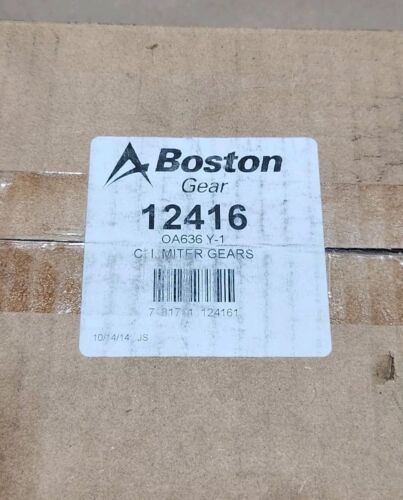 Boston
Gear
12416
OA636 Y-1
C. I. MITER GEARS
124161
10/14/14 JS